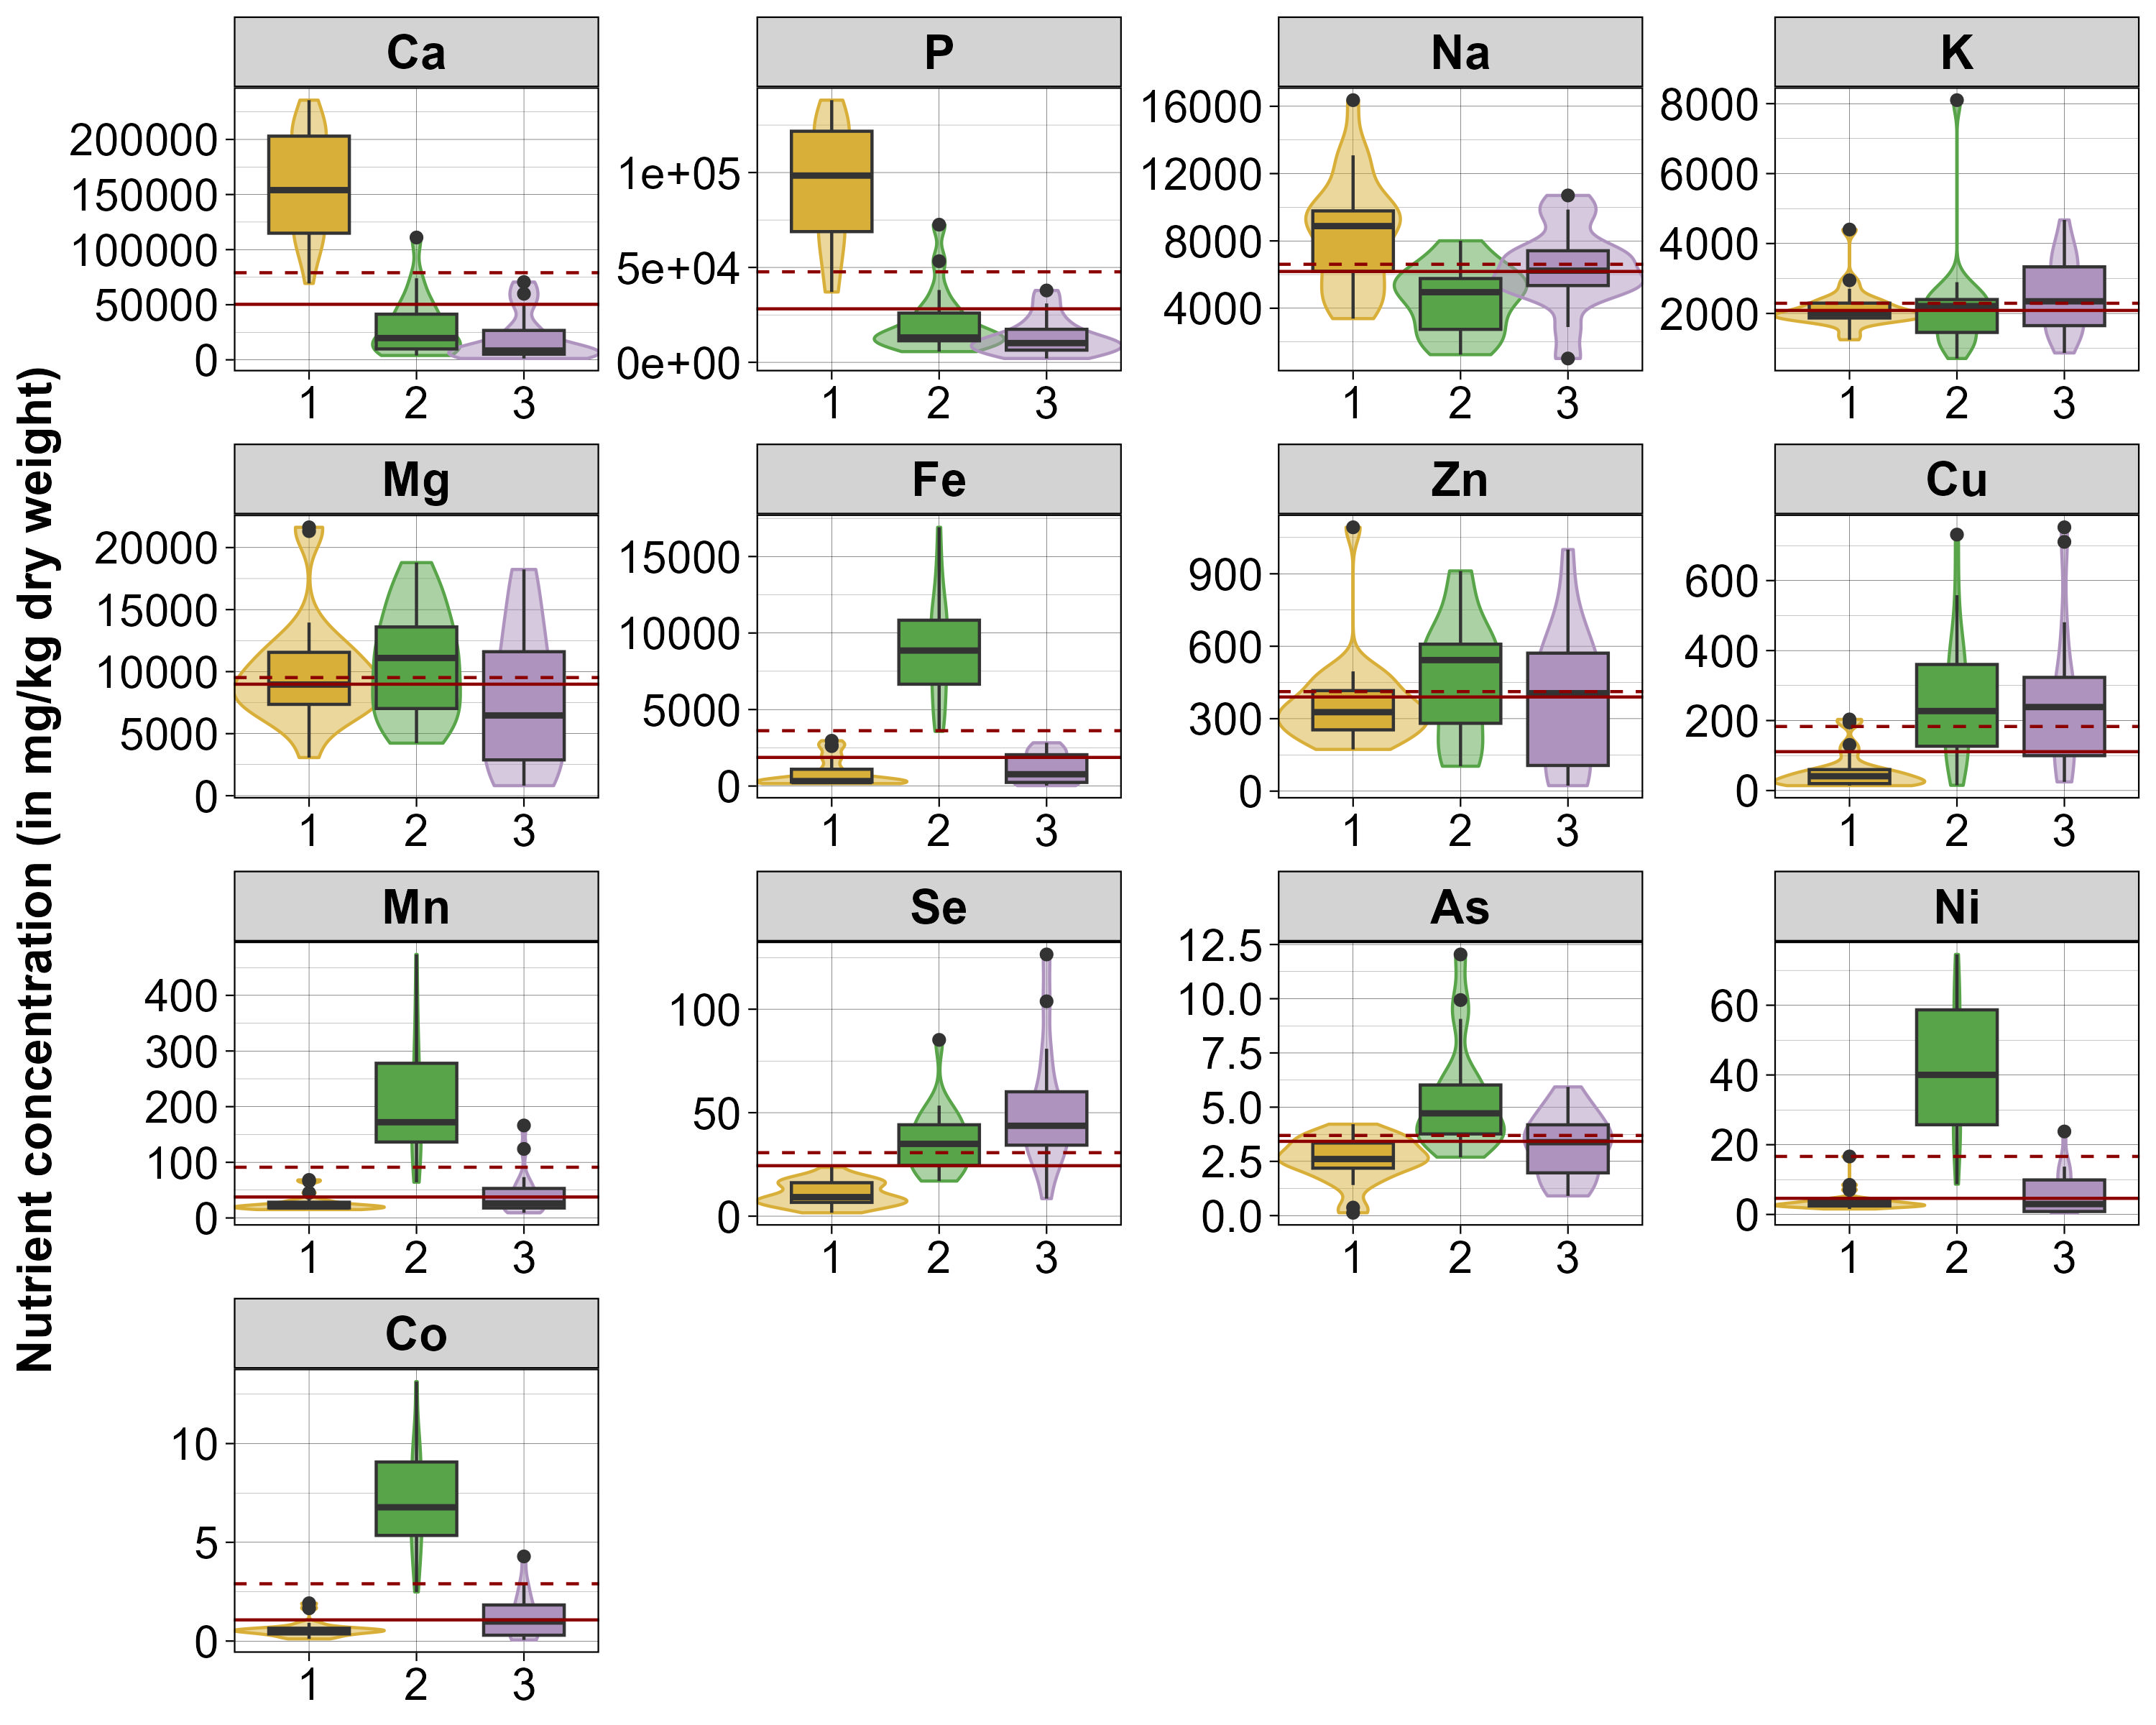 Nutrient concentration (in mg/kg dry weight)
Ca
200000
150000
100000
50000
0
1 2 3
P
1e+05
5e+04
0e+00
1 2 3
Na
16000
12000
8000
4000
1 2 3
K
8000
6000
4000
2000
1 2 3
Mg
20000
15000
10000
5000
0
1 2 3
Fe
15000
10000
5000
0
1 2 3
Zn
900
600
300
0
1 2 3
Cu
600
400
200
0
1 2 3
Mn
400
300
200
100
0
1 2 3
Se
100
50
0
1 2 3
As
12.5
10.0
7.5
5.0
2.5
0.0
1 2 3
Ni
60
40
20
0
1 2 3
Co
10
5
0
1 2 3